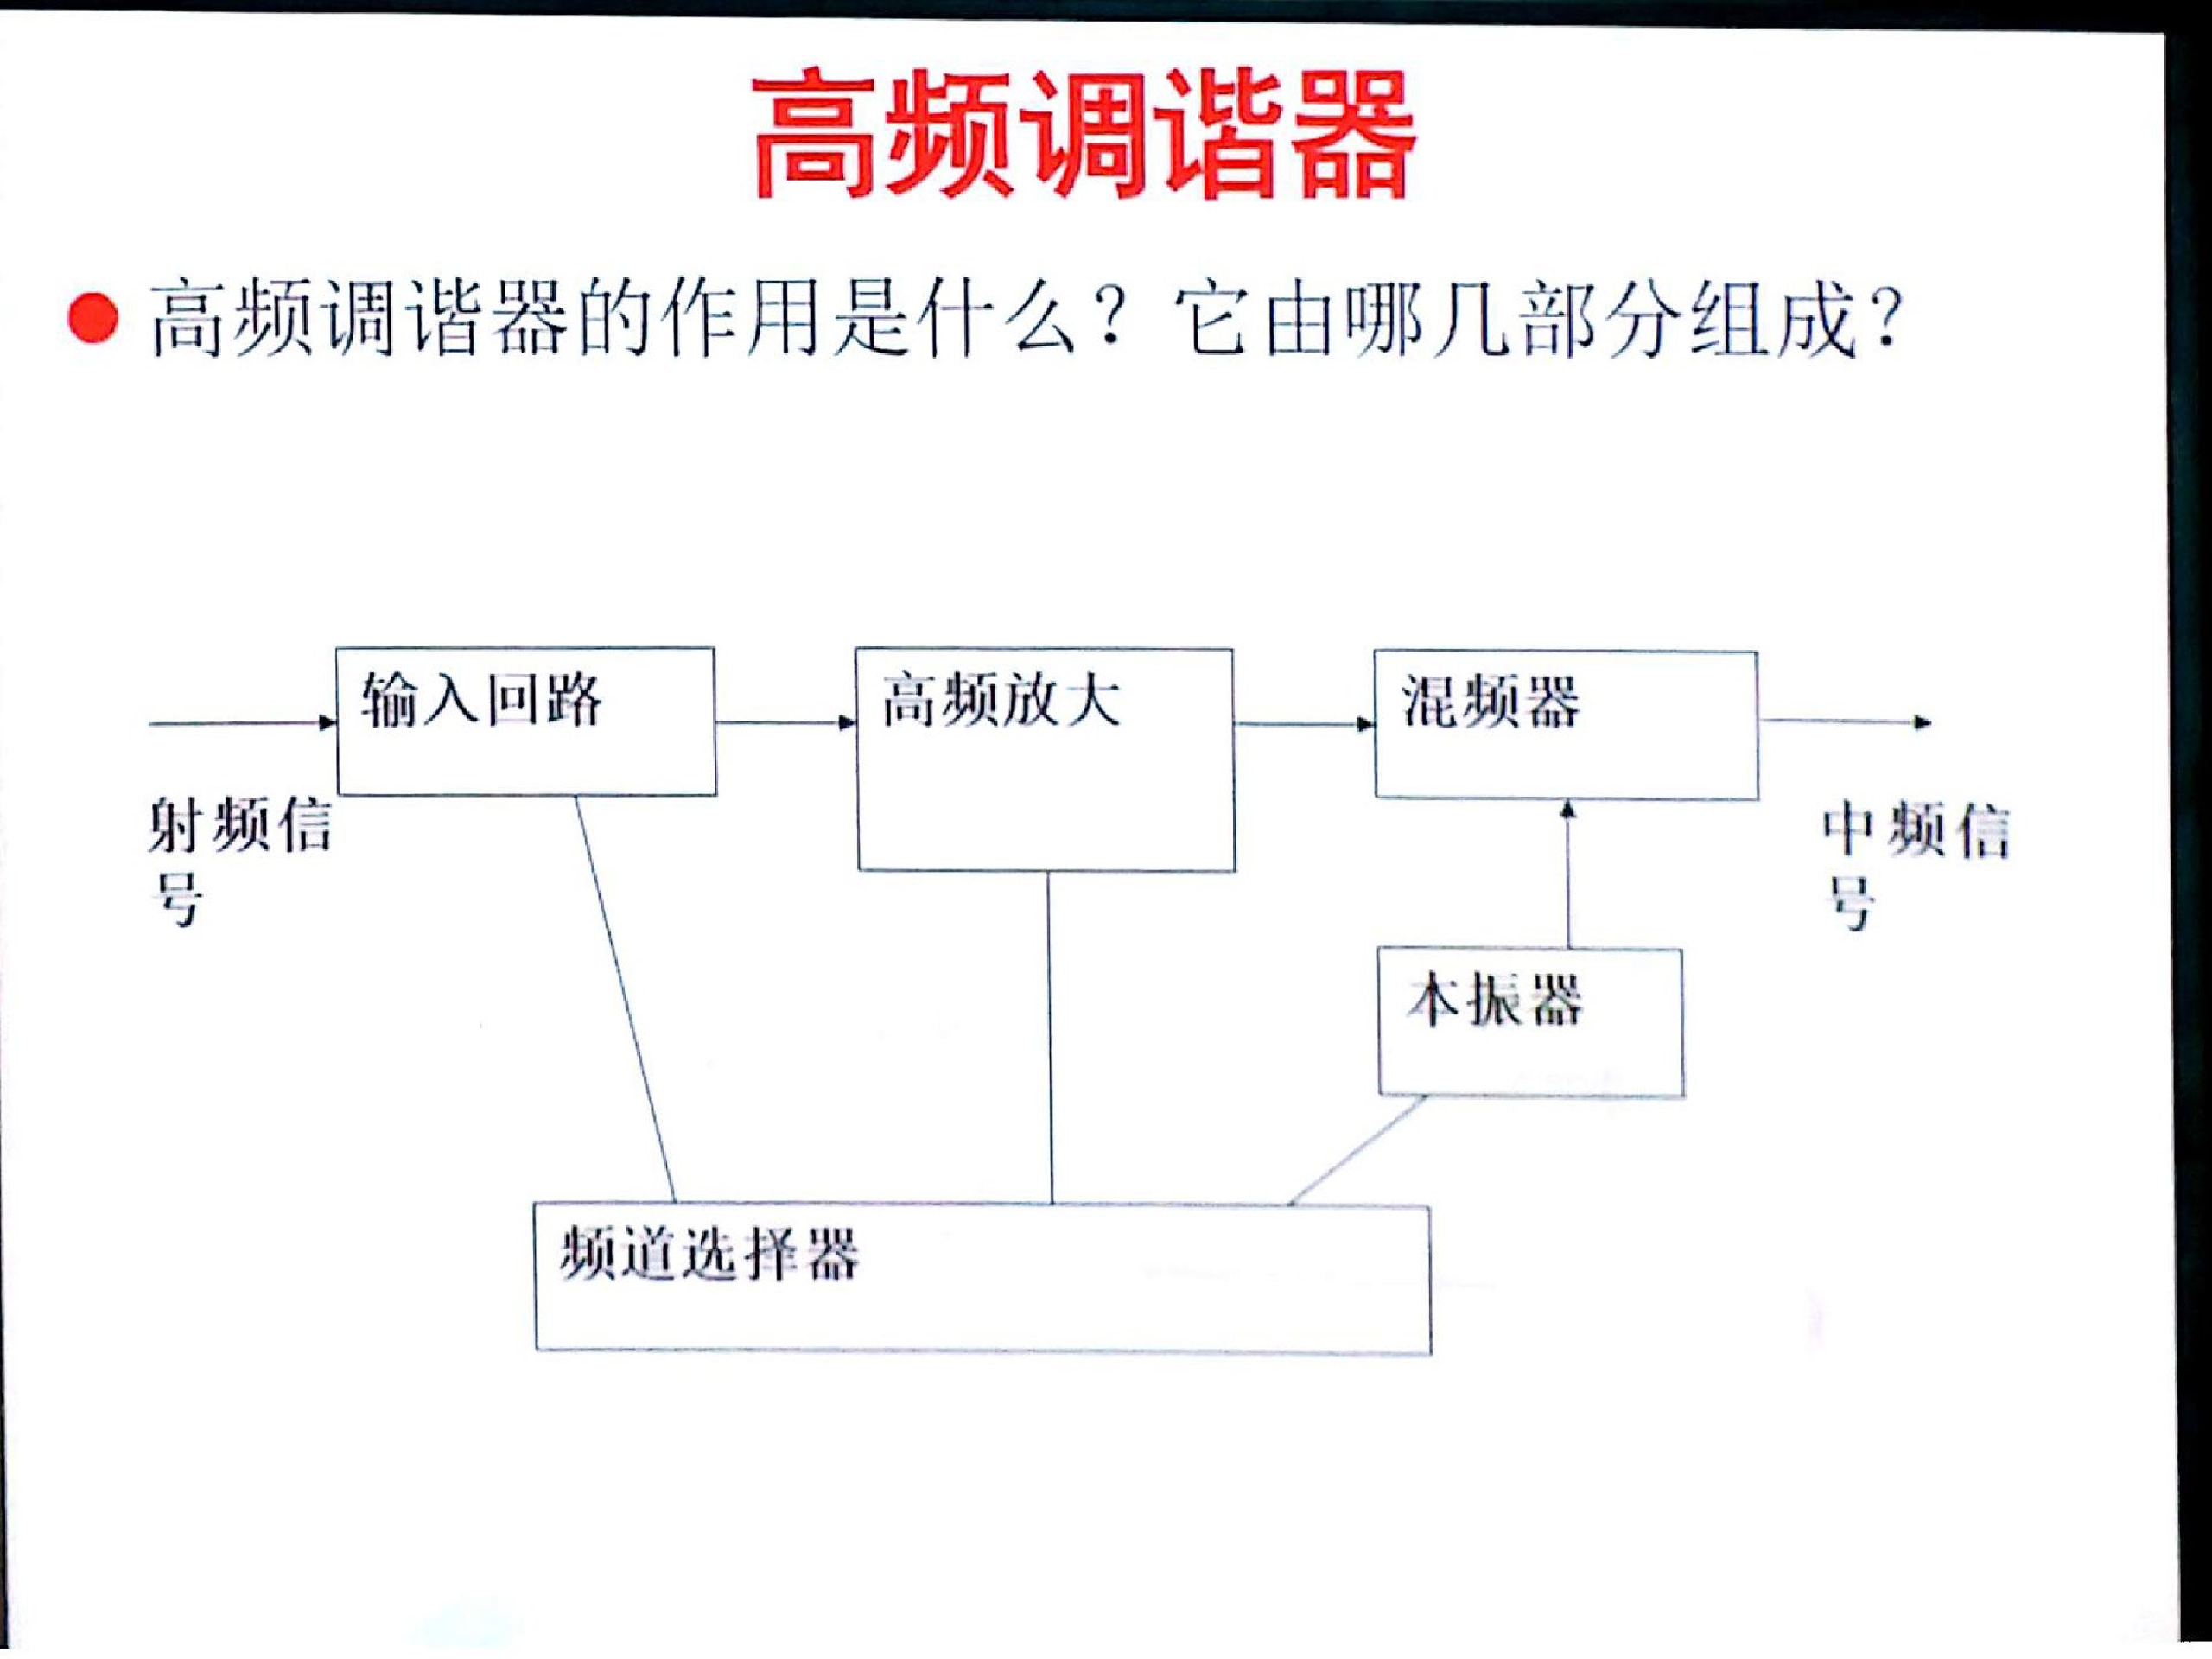 高频调谐器
高频调谐器的作用是什么？它由哪几部分组成？
输入回路
高频放大
混频器
射频信
号
中频信
号
本振器
频道选择器